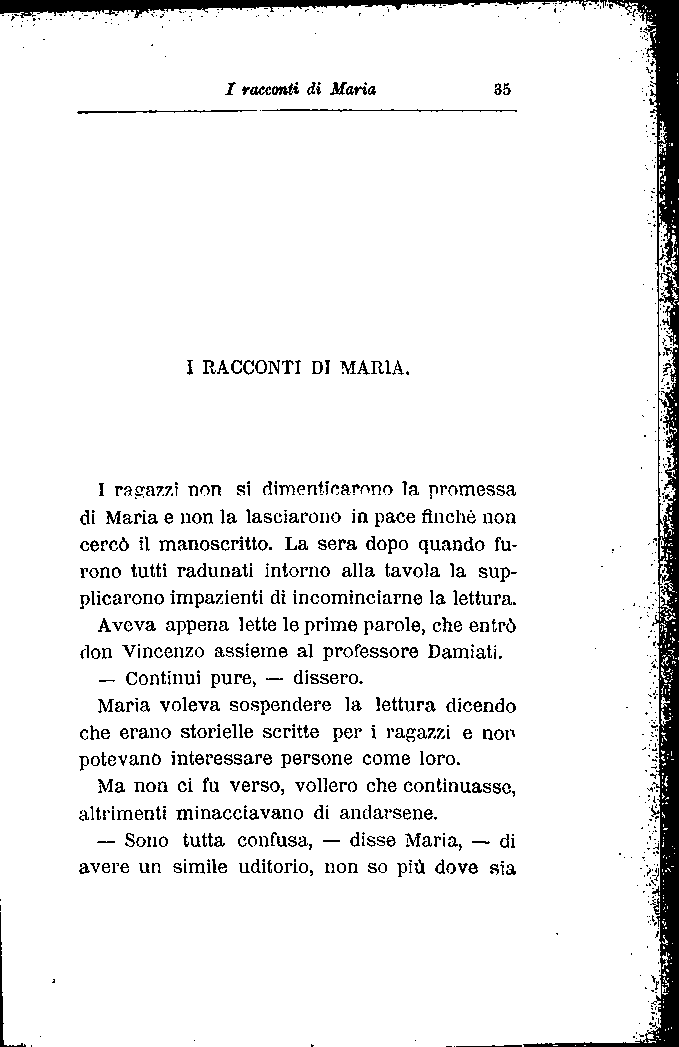 I racconti di Maria 35
I RACCONTI DI MARIA.
I ragazzi non si dimenticarono la promessa
di Maria e non la lasciarono in pace finchè non
cercò il manoscritto. La sera dopo quando fu-
rono tutti radunati intorno alla tavola la sup-
plicarono impazienti di incominciarne la lettura.
Aveva appena lette le prime parole, che entrò
don Vincenzo assieme al professore Damiati.
— Continui pure, — dissero.
Maria voleva sospendere la lettura dicendo
che erano storielle scritte per i ragazzi e non
potevano interessare persone come loro.
Ma non ci fu verso, vollero che continuasse,
altrimenti minacciavano di andarsene.
— Sono tutta confusa, — disse Maria, — di
avere un simile uditorio, non so più dove sia